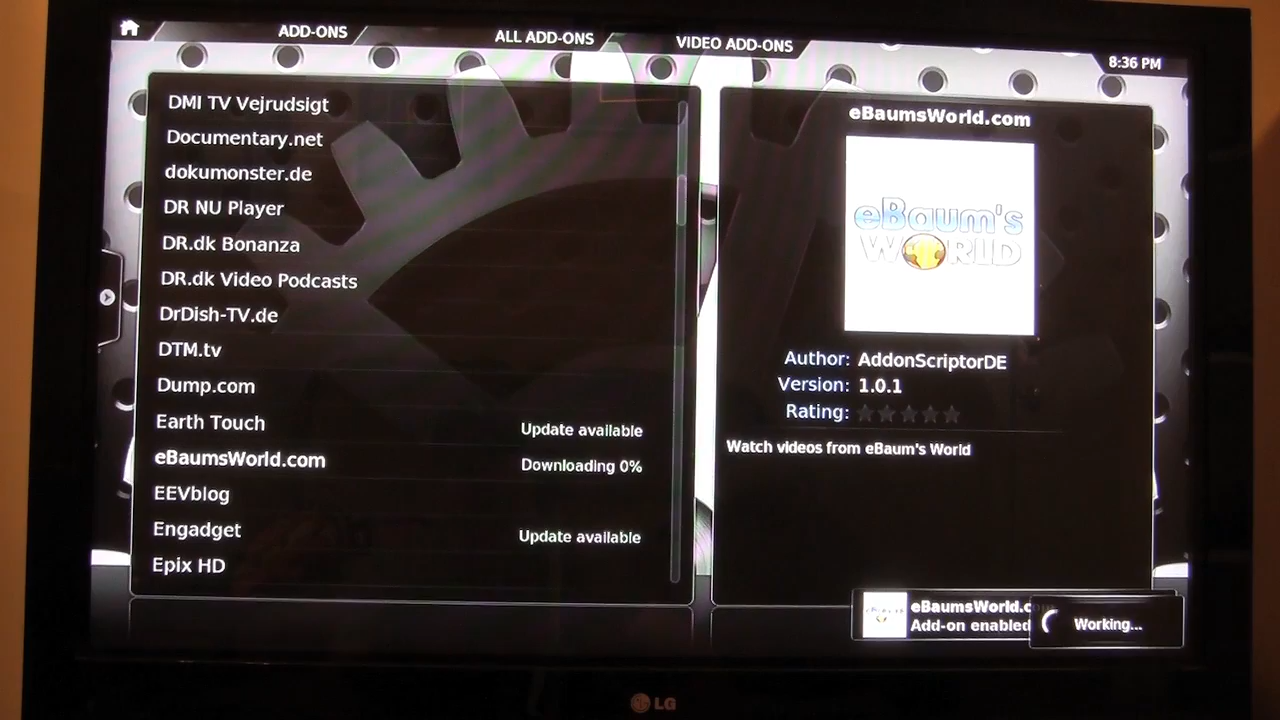 ADD-ONS
ALL ADD-ONS
VIDEO ADD-ONS
8:36 PM
DMI TV Vejrudsigt
Documentary.net
dokumonster.de
DR NU Player
DR.dk Bonanza
DR.dk Video Podcasts
DrDish-TV.de
DTM.tv
Dump.com
Earth Touch Update available
eBaumsWorld.com Downloading 0%
EEVblog
Engadget Update available
Epix HD
eBaumsWorld.com
eBaum's
WORLD
Author: AddonScriptorDE
Version: 1.0.1
Rating:
Watch videos from eBaum's World
eBaumsWorld.com
Add-on enabled
Working...
LG